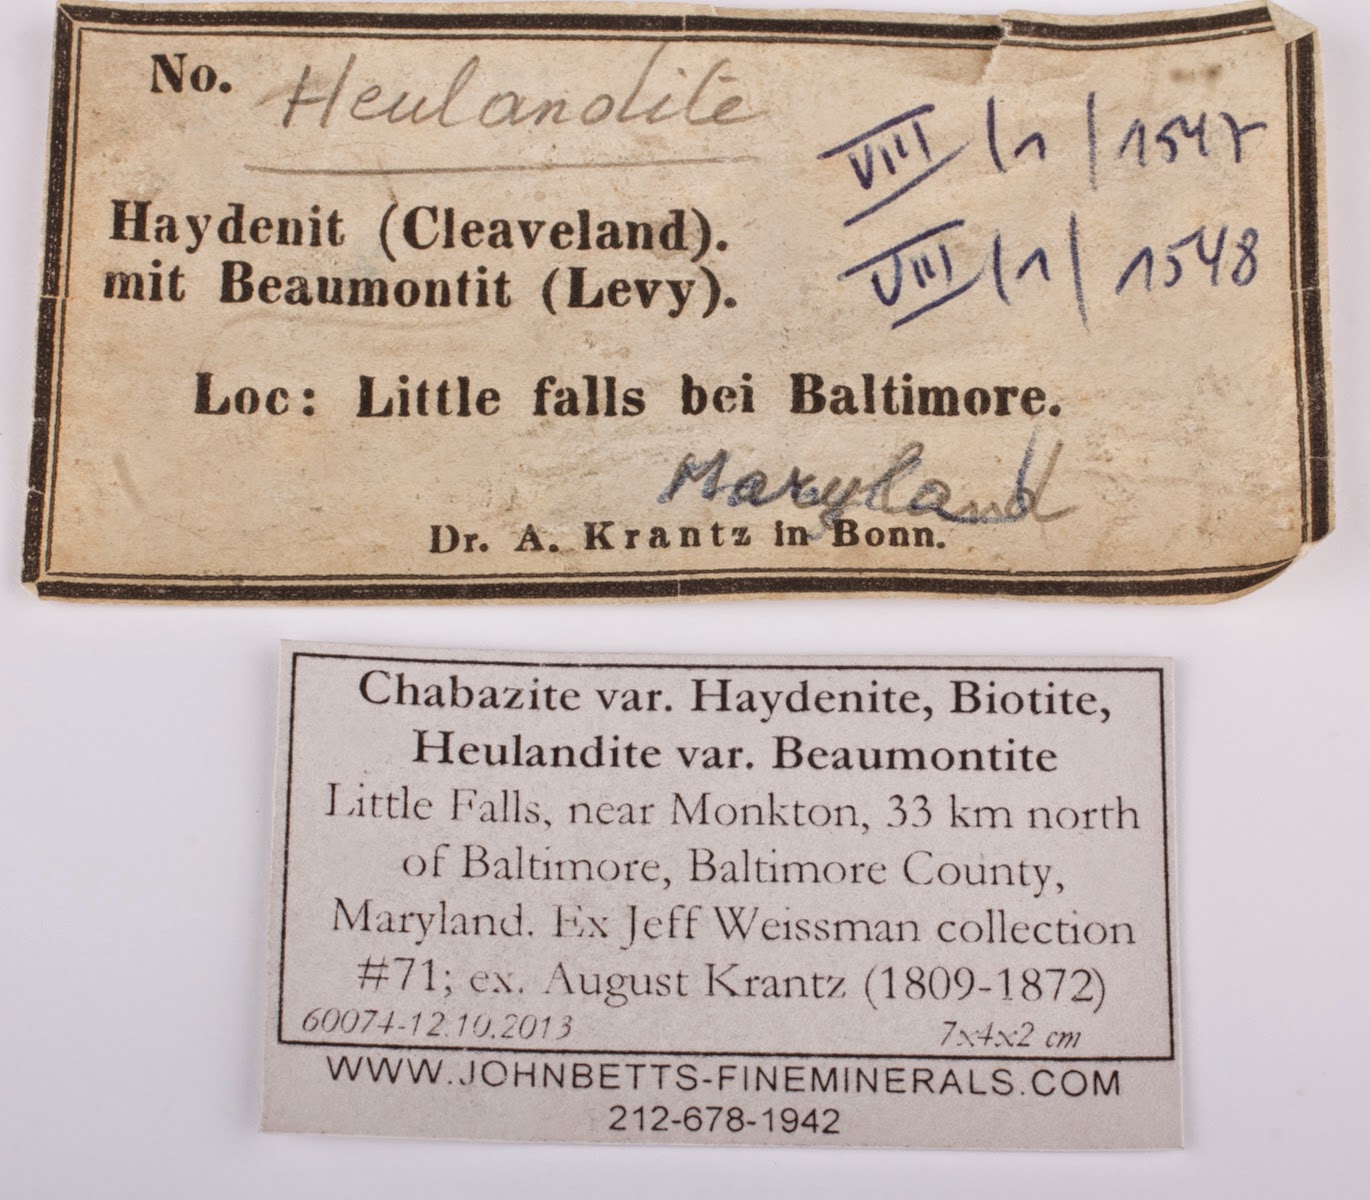 No. Heulandite
VIII/1/1547
VIII/1/1548
Haydenit (Cleaveland).
mit Beaumontit (Levy).
Loc: Little falls bei Baltimore.
Maryland
Dr. A. Krantz in Bonn.
Chabazite var. Haydenite, Biotite,
Heulandite var. Beaumontite
Little Falls, near Monkton, 33 km north
of Baltimore, Baltimore County,
Maryland. Ex Jeff Weissman collection
#71; ex. August Krantz (1809-1872)
60074-12.10.2013 7x4x2 cm
WWW.JOHNBETTS-FINEMINERALS.COM
212-678-1942